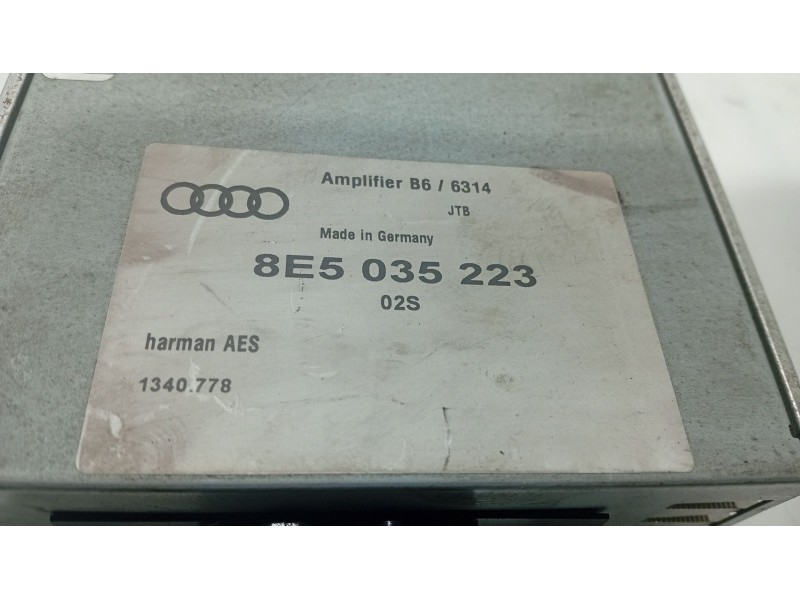 Amplifier B6 / 6314
JTB
Made in Germany
8E5 035 223
02S
harman AES
1340.778